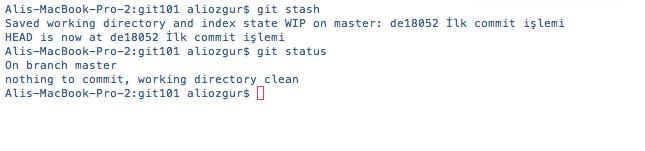 Alis-MacBook-Pro-2:git101 aliozgur$ git stash
Saved working directory and index state WIP on master: de18052 İlk commit işlemi
HEAD is now at de18052 İlk commit işlemi
Alis-MacBook-Pro-2:git101 aliozgur$ git status
On branch master
nothing to commit, working directory clean
Alis-MacBook-Pro-2:git101 aliozgur$